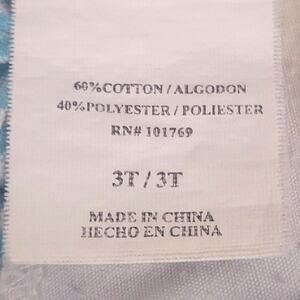 60% COTTON / ALGODON
40% POLYESTER / POLIESTER
RN# 101769
3T / 3T
MADE IN CHINA
HECHO EN CHINA